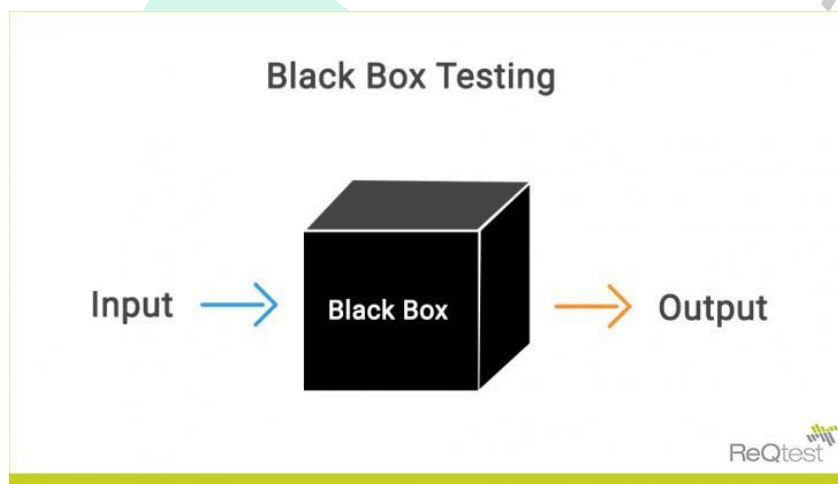 Black Box Testing
Input
Black Box
Output
ReQtest